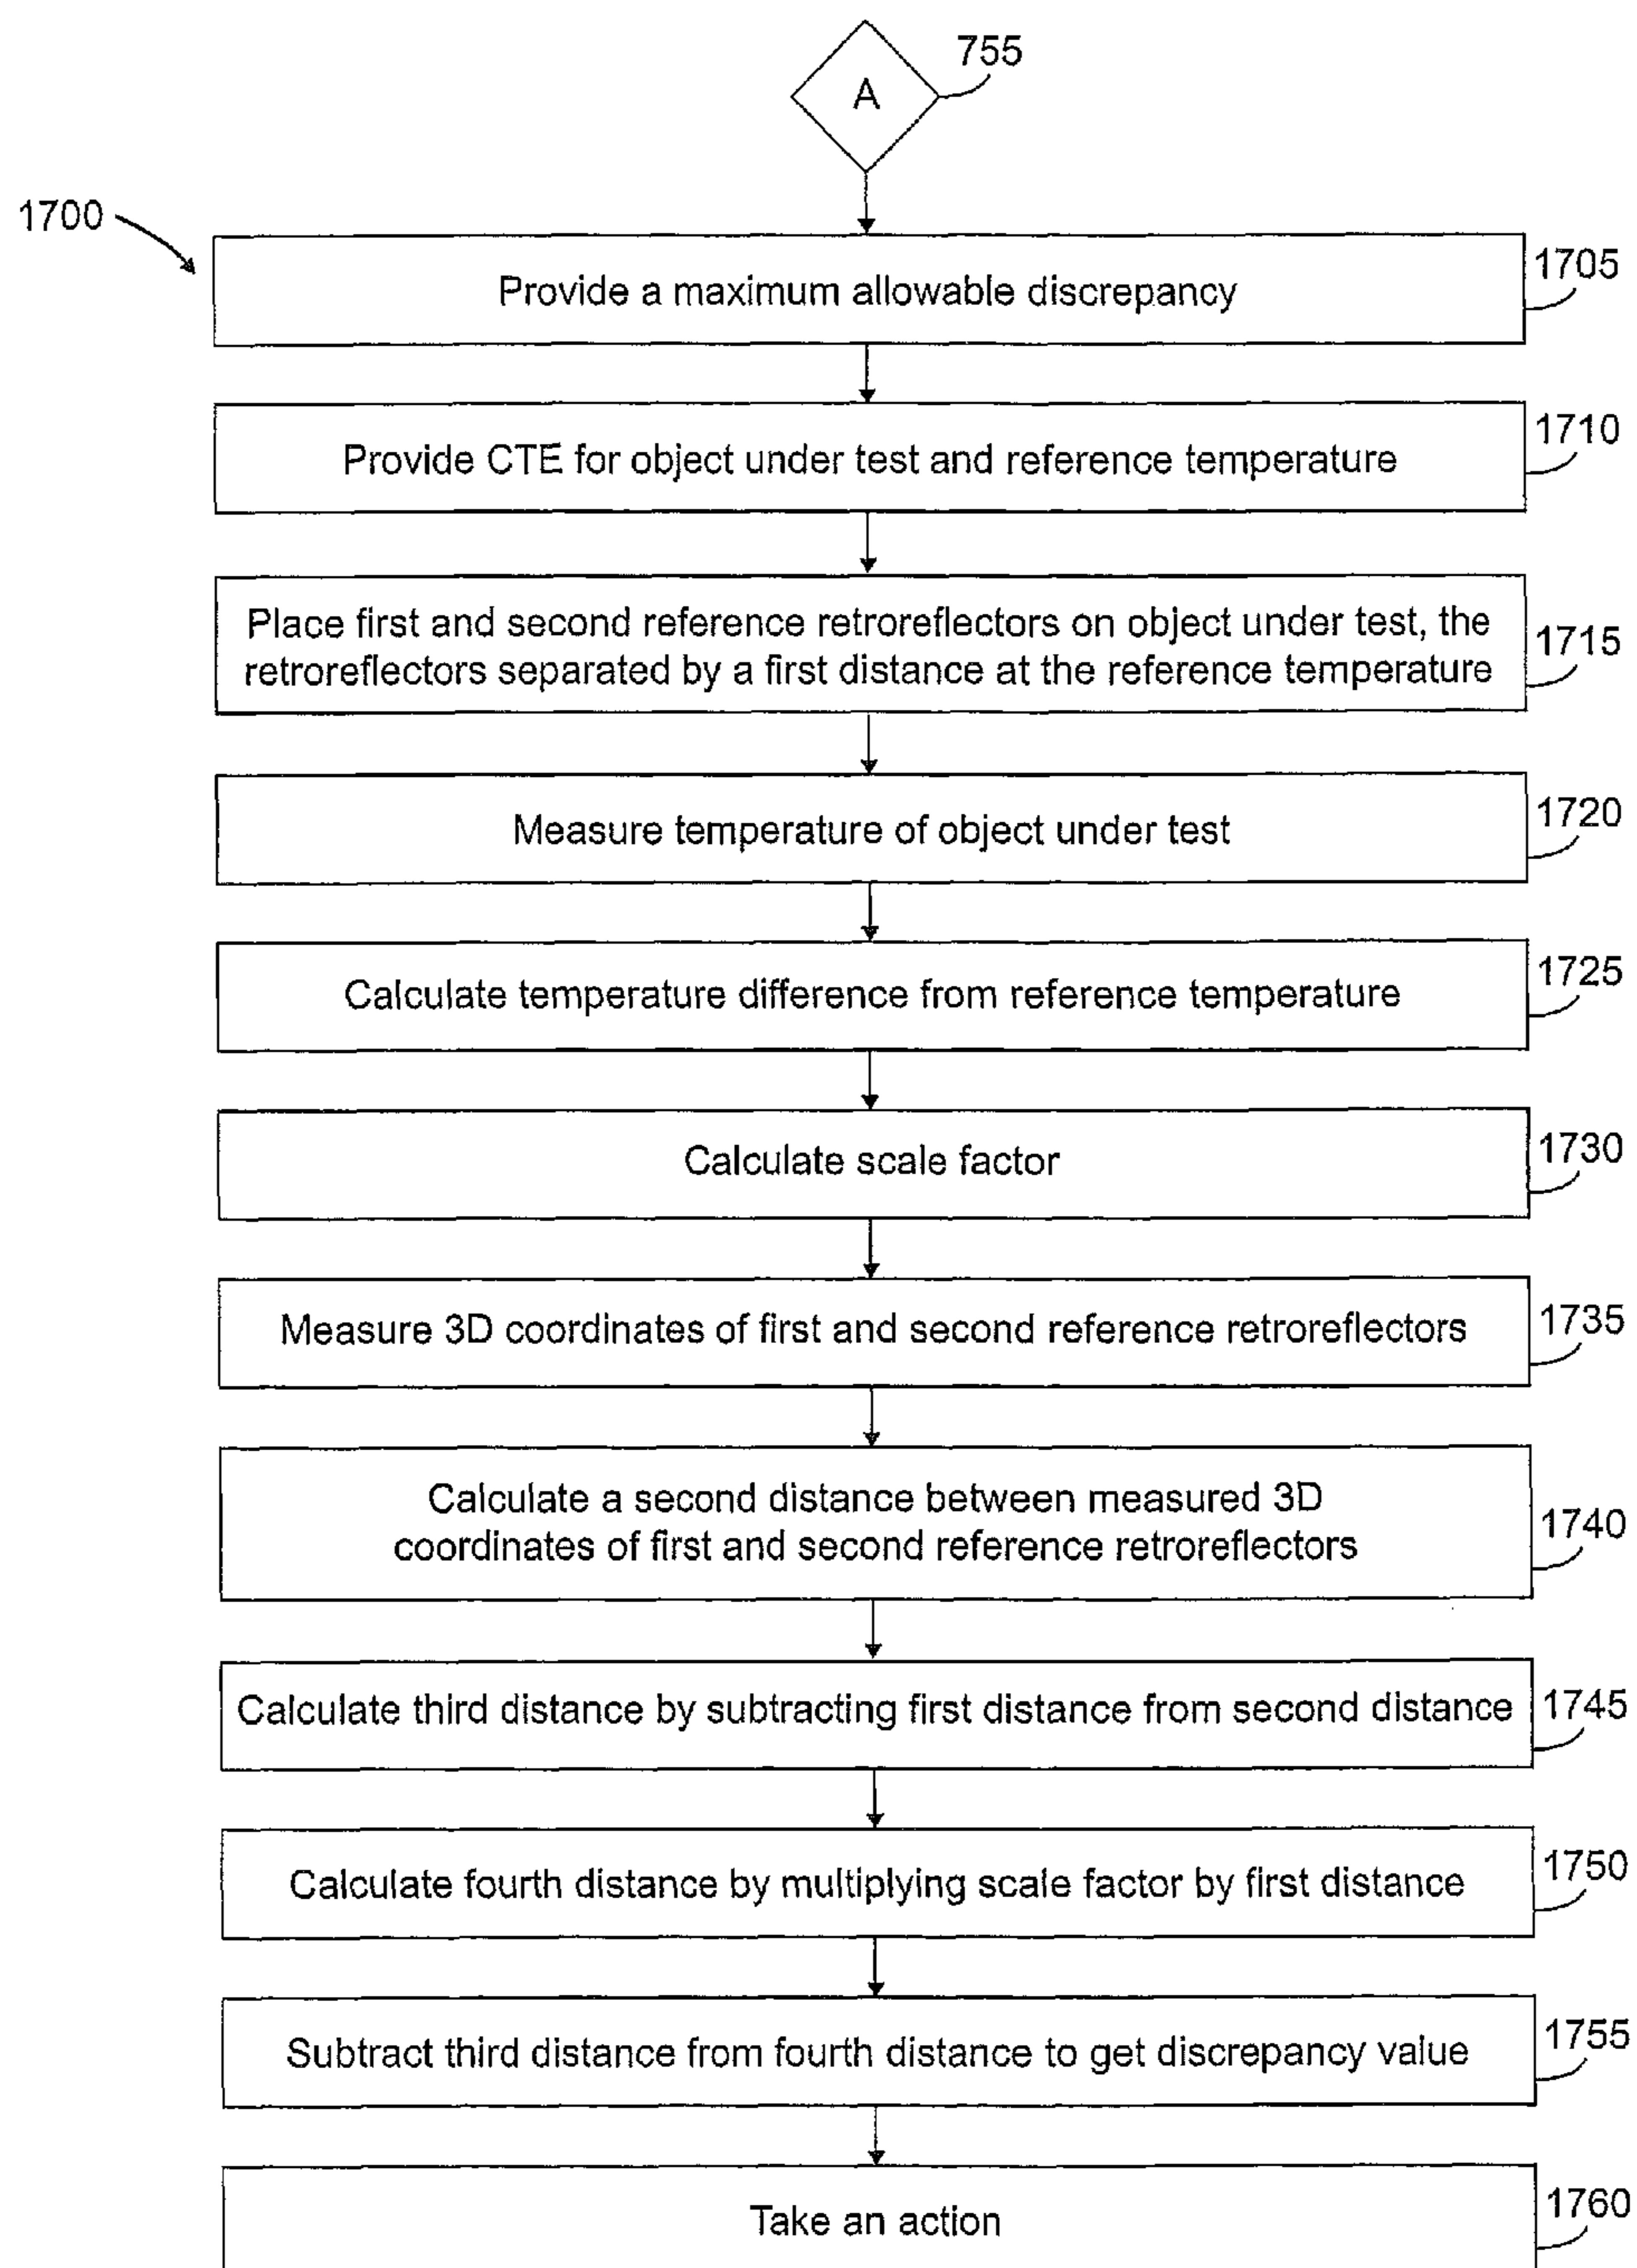 755
A
1700
Provide a maximum allowable discrepancy
1705
Provide CTE for object under test and reference temperature
1710
Place first and second reference retroreflectors on object under test, the
retroreflectors separated by a first distance at the reference temperature
1715
Measure temperature of object under test
1720
Calculate temperature difference from reference temperature
1725
Calculate scale factor
1730
Measure 3D coordinates of first and second reference retroreflectors
1735
Calculate a second distance between measured 3D
coordinates of first and second reference retroreflectors
1740
Calculate third distance by subtracting first distance from second distance
1745
Calculate fourth distance by multiplying scale factor by first distance
1750
Subtract third distance from fourth distance to get discrepancy value
1755
Take an action
1760